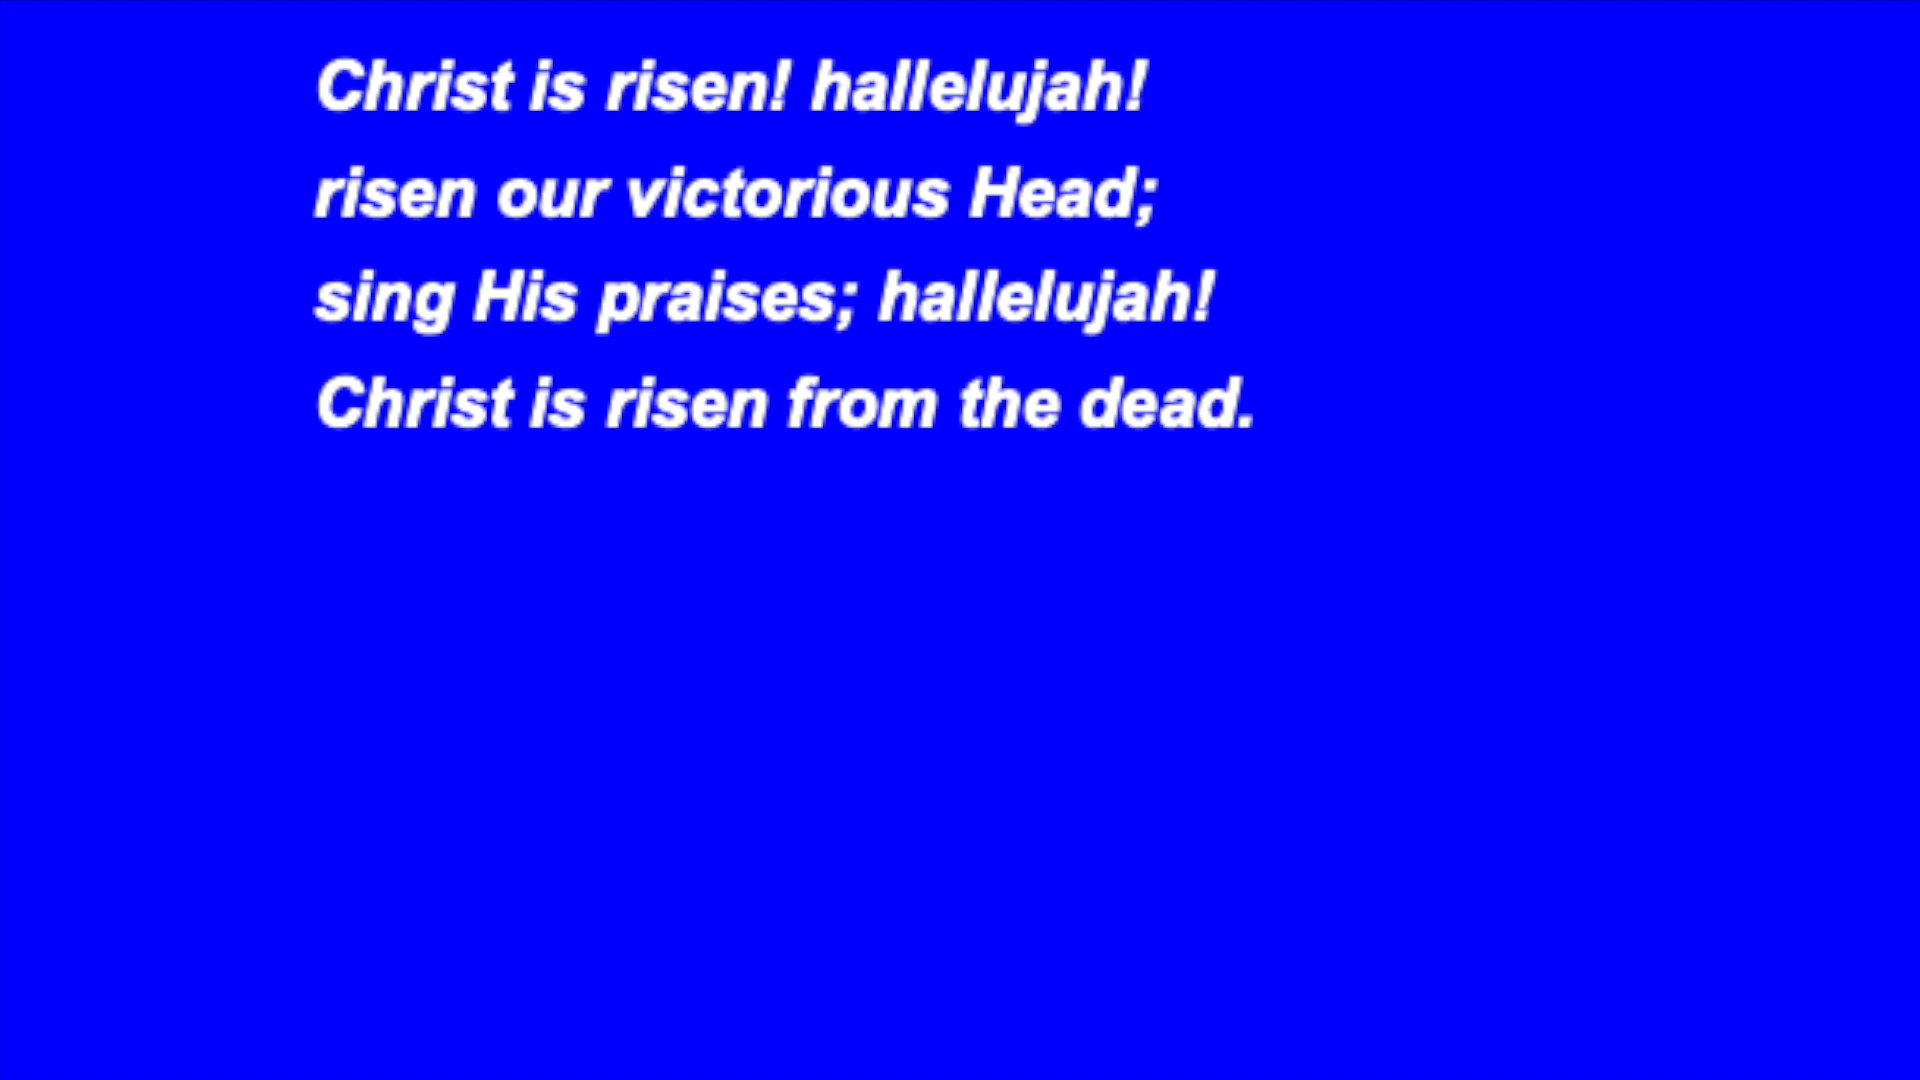 Christ is risen! hallelujah!
risen our victorious Head;
sing His praises; hallelujah!
Christ is risen from the dead.